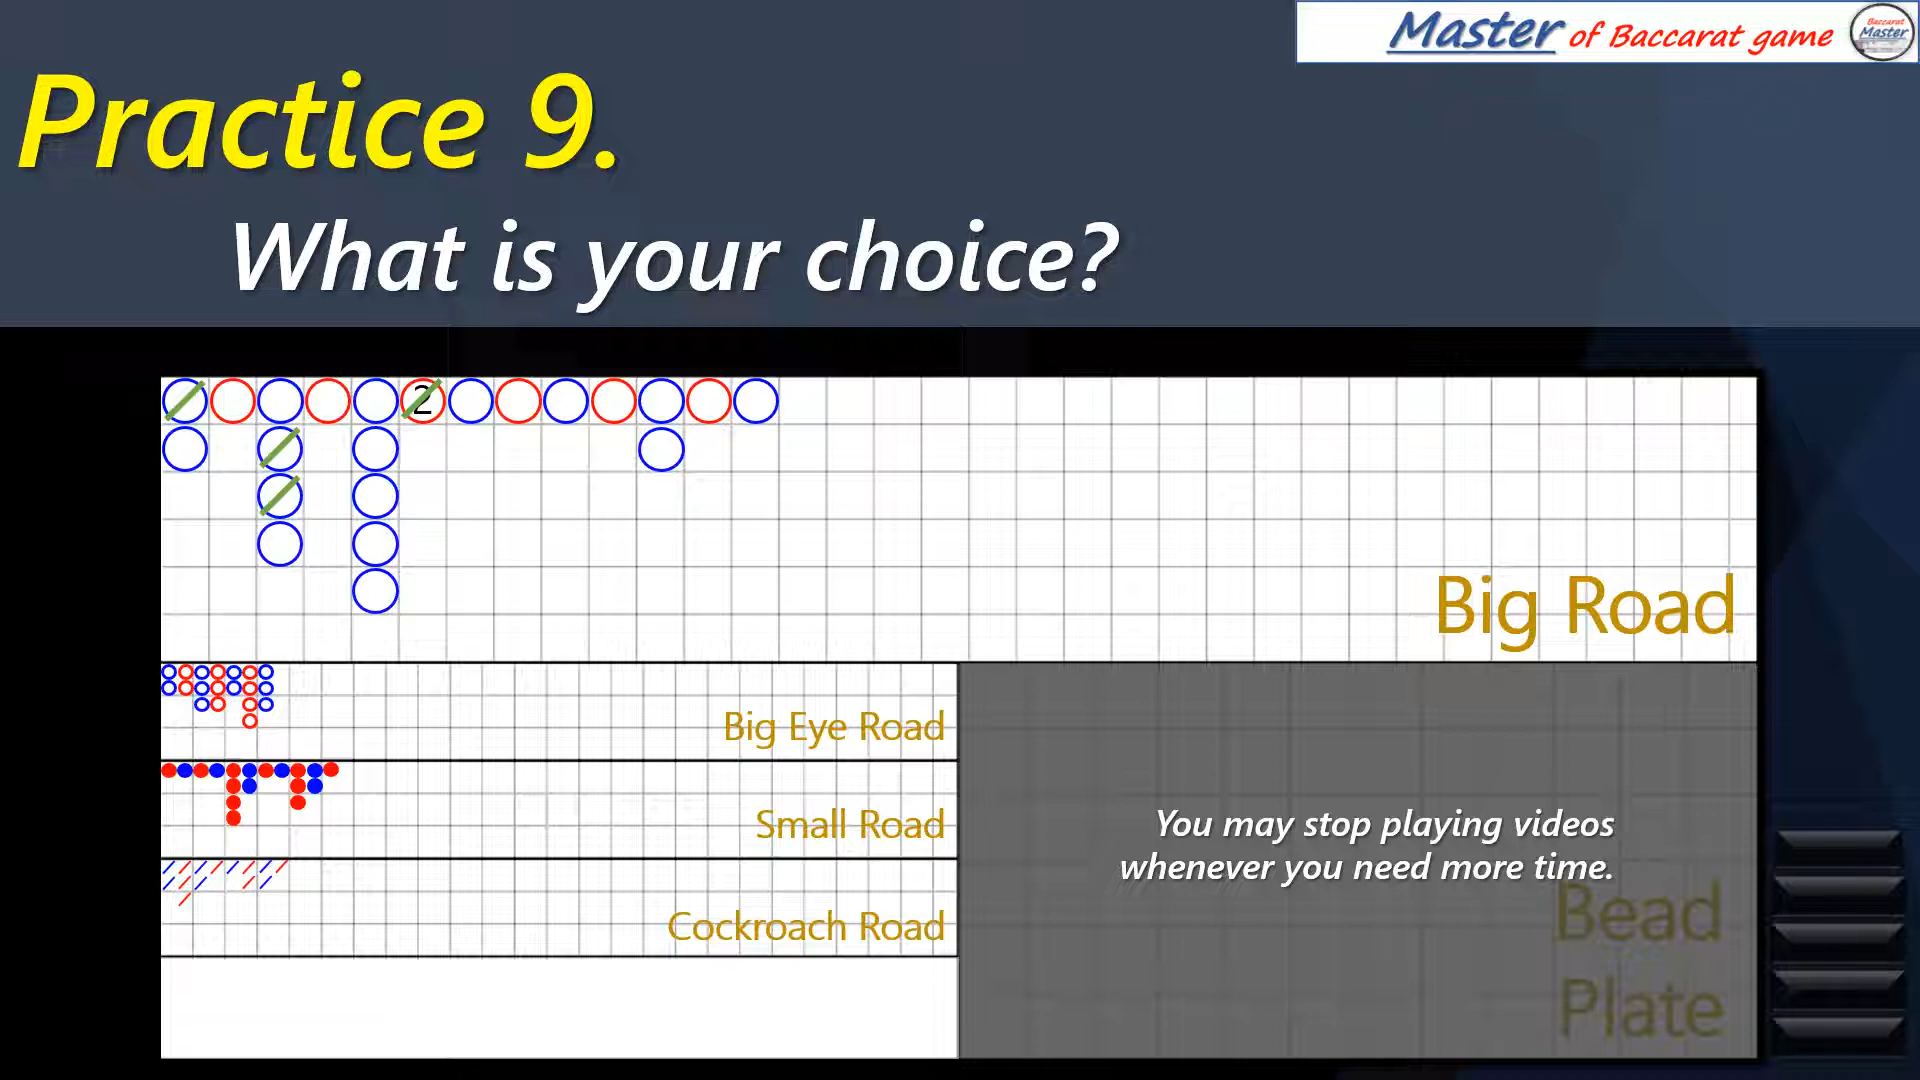 Master of Baccarat game
Baccarat
Master
Practice 9.
What is your choice?
2
Big Road
Big Eye Road
Small Road
Cockroach Road
You may stop playing videos
whenever you need more time.
Bead
Plate